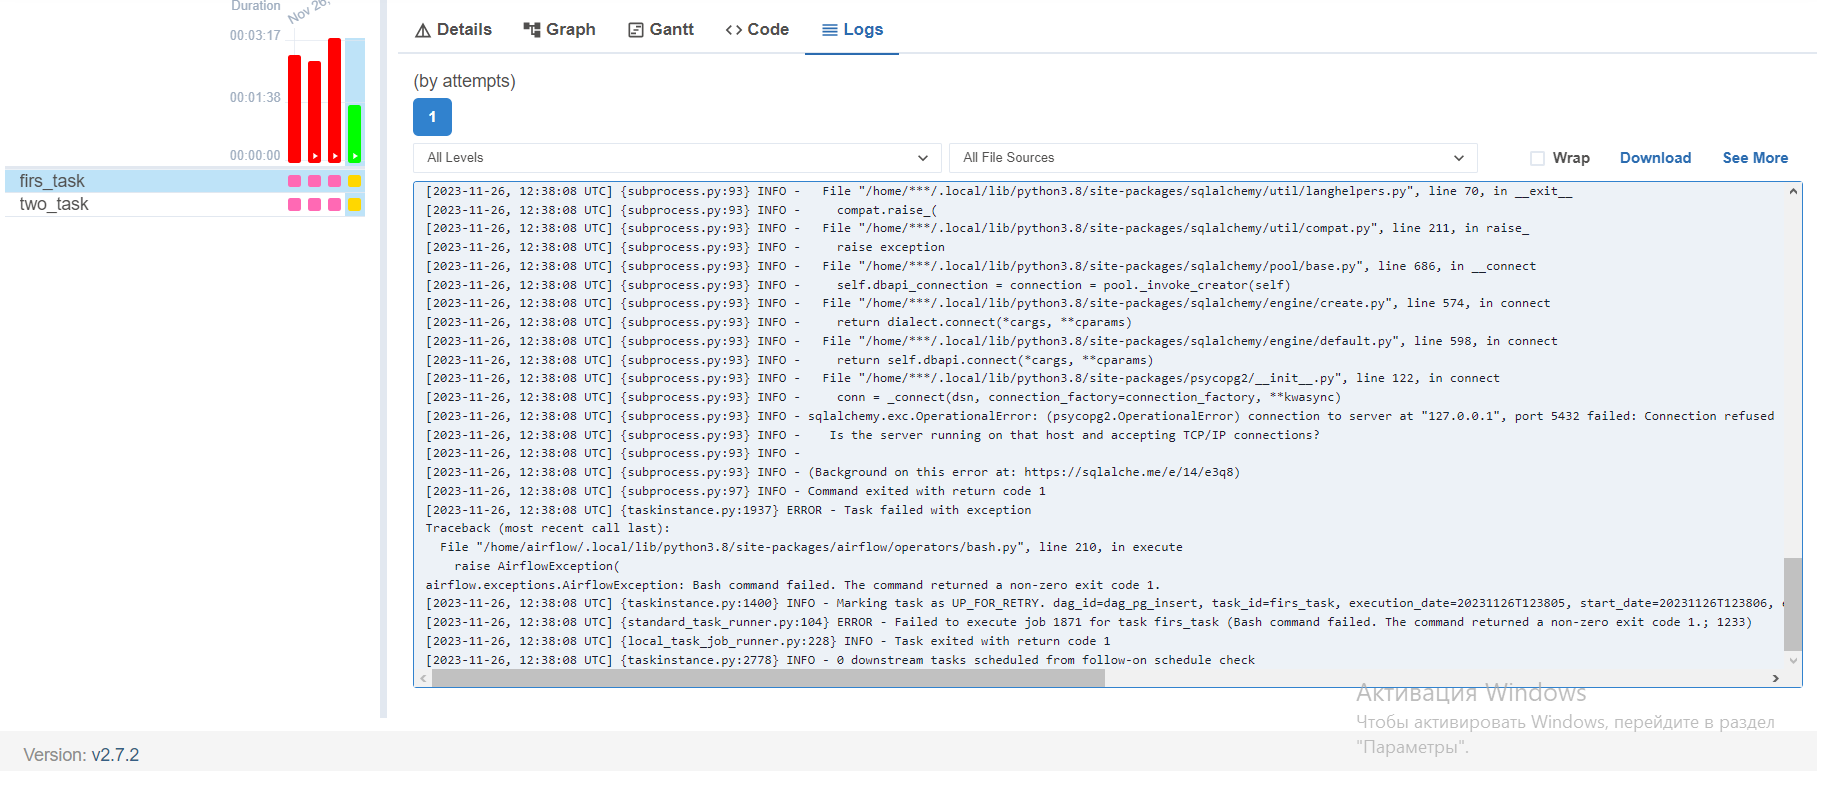 Duration
Nov 26,
00:03:17
00:01:38
00:00:00
firs_task
two_task
Details
Graph
Gantt
Code
Logs
(by attempts)
1
All Levels
All File Sources
Wrap
Download
See More
[2023-11-26, 12:38:08 UTC] {subprocess.py:93} INFO -   File "/home/***/.local/lib/python3.8/site-packages/sqlalchemy/util/langhelpers.py", line 70, in __exit__
[2023-11-26, 12:38:08 UTC] {subprocess.py:93} INFO -     compat.raise_(
[2023-11-26, 12:38:08 UTC] {subprocess.py:93} INFO -   File "/home/***/.local/lib/python3.8/site-packages/sqlalchemy/util/compat.py", line 211, in raise_
[2023-11-26, 12:38:08 UTC] {subprocess.py:93} INFO -     raise exception
[2023-11-26, 12:38:08 UTC] {subprocess.py:93} INFO -   File "/home/***/.local/lib/python3.8/site-packages/sqlalchemy/pool/base.py", line 686, in __connect
[2023-11-26, 12:38:08 UTC] {subprocess.py:93} INFO -     self.dbapi_connection = connection = pool._invoke_creator(self)
[2023-11-26, 12:38:08 UTC] {subprocess.py:93} INFO -   File "/home/***/.local/lib/python3.8/site-packages/sqlalchemy/engine/create.py", line 574, in connect
[2023-11-26, 12:38:08 UTC] {subprocess.py:93} INFO -     return dialect.connect(*cargs, **cparams)
[2023-11-26, 12:38:08 UTC] {subprocess.py:93} INFO -   File "/home/***/.local/lib/python3.8/site-packages/sqlalchemy/engine/default.py", line 598, in connect
[2023-11-26, 12:38:08 UTC] {subprocess.py:93} INFO -     return self.dbapi.connect(*cargs, **cparams)
[2023-11-26, 12:38:08 UTC] {subprocess.py:93} INFO -   File "/home/***/.local/lib/python3.8/site-packages/psycopg2/__init__.py", line 122, in connect
[2023-11-26, 12:38:08 UTC] {subprocess.py:93} INFO -     conn = _connect(dsn, connection_factory=connection_factory, **kwasync)
[2023-11-26, 12:38:08 UTC] {subprocess.py:93} INFO - sqlalchemy.exc.OperationalError: (psycopg2.OperationalError) connection to server at "127.0.0.1", port 5432 failed: Connection refused
[2023-11-26, 12:38:08 UTC] {subprocess.py:93} INFO -    Is the server running on that host and accepting TCP/IP connections?
[2023-11-26, 12:38:08 UTC] {subprocess.py:93} INFO -
[2023-11-26, 12:38:08 UTC] {subprocess.py:93} INFO - (Background on this error at: https://sqlalche.me/e/14/e3q8)
[2023-11-26, 12:38:08 UTC] {subprocess.py:97} INFO - Command exited with return code 1
[2023-11-26, 12:38:08 UTC] {taskinstance.py:1937} ERROR - Task failed with exception
Traceback (most recent call last):
  File "/home/airflow/.local/lib/python3.8/site-packages/airflow/operators/bash.py", line 210, in execute
    raise AirflowException(
airflow.exceptions.AirflowException: Bash command failed. The command returned a non-zero exit code 1.
[2023-11-26, 12:38:08 UTC] {taskinstance.py:1400} INFO - Marking task as UP_FOR_RETRY. dag_id=dag_pg_insert, task_id=firs_task, execution_date=20231126T123805, start_date=20231126T123806,
[2023-11-26, 12:38:08 UTC] {standard_task_runner.py:104} ERROR - Failed to execute job 1871 for task firs_task (Bash command failed. The command returned a non-zero exit code 1.; 1233)
[2023-11-26, 12:38:08 UTC] {local_task_job_runner.py:228} INFO - Task exited with return code 1
[2023-11-26, 12:38:08 UTC] {taskinstance.py:2778} INFO - 0 downstream tasks scheduled from follow-on schedule check
Активация Windows
Чтобы активировать Windows, перейдите в раздел
"Параметры".
Version: v2.7.2